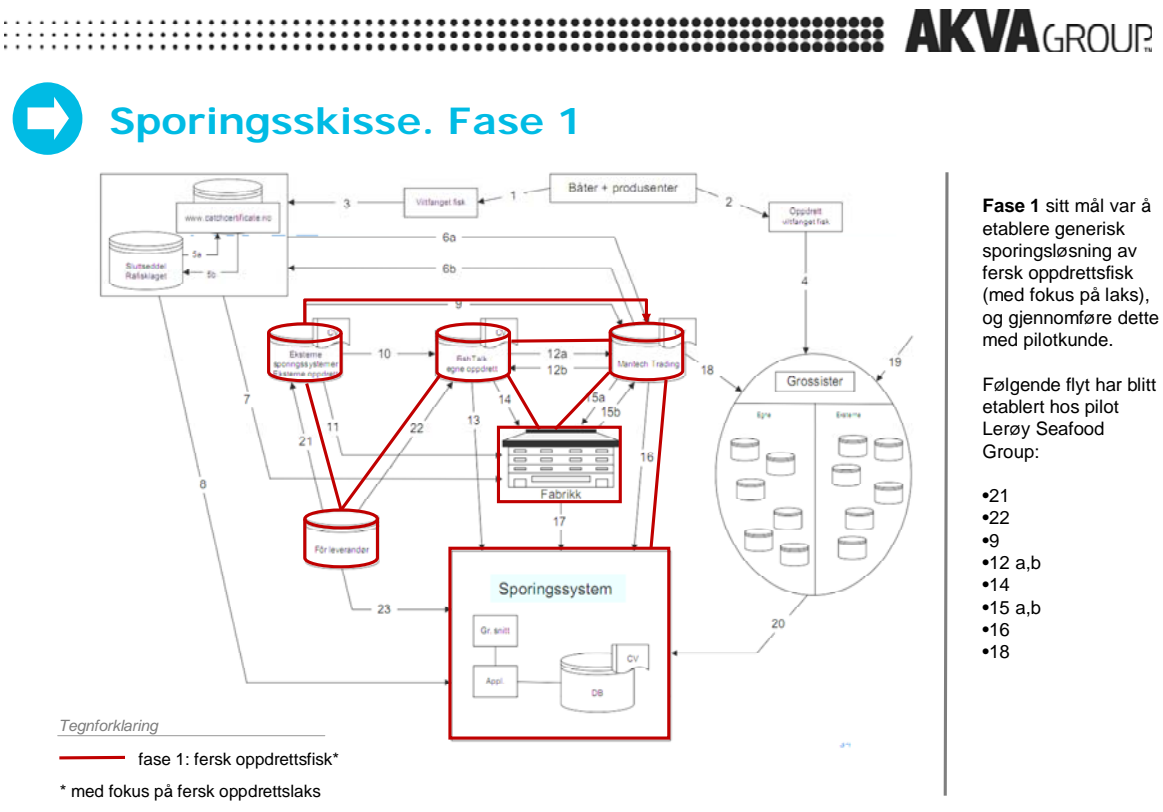 AKVAGROUP
Sporingsskisse. Fase 1
Båter + produsenter
1
2
3
Villfanget fisk
Oppdrett
villfanget fisk
www.catchcertificate.no
5a
5b
Sluttseddel
Råfisklaget
6a
6b
4
9
Eksterne
sporingssystemer
Eksterne oppdrett
10
FishTalk
egne oppdrett
12a
12b
Maritech Trading
18
19
Grossister
Egne
Eksterne
7
8
21
11
22
13
14
15a
15b
16
Fabrikk
17
Fôr leverandør
23
20
Sporingssystem
Gr. snitt
Appl.
CV
DB
Tegnforklaring
fase 1: fersk oppdrettsfisk*
* med fokus på fersk oppdrettslaks
Fase 1 sitt mål var å
etablere generisk
sporingsløsning av
fersk oppdrettsfisk
(med fokus på laks),
og gjennomføre dette
med pilotkunde.
Følgende flyt har blitt
etablert hos pilot
Lerøy Seafood
Group:
•21
•22
•9
•12 a,b
•14
•15 a,b
•16
•18